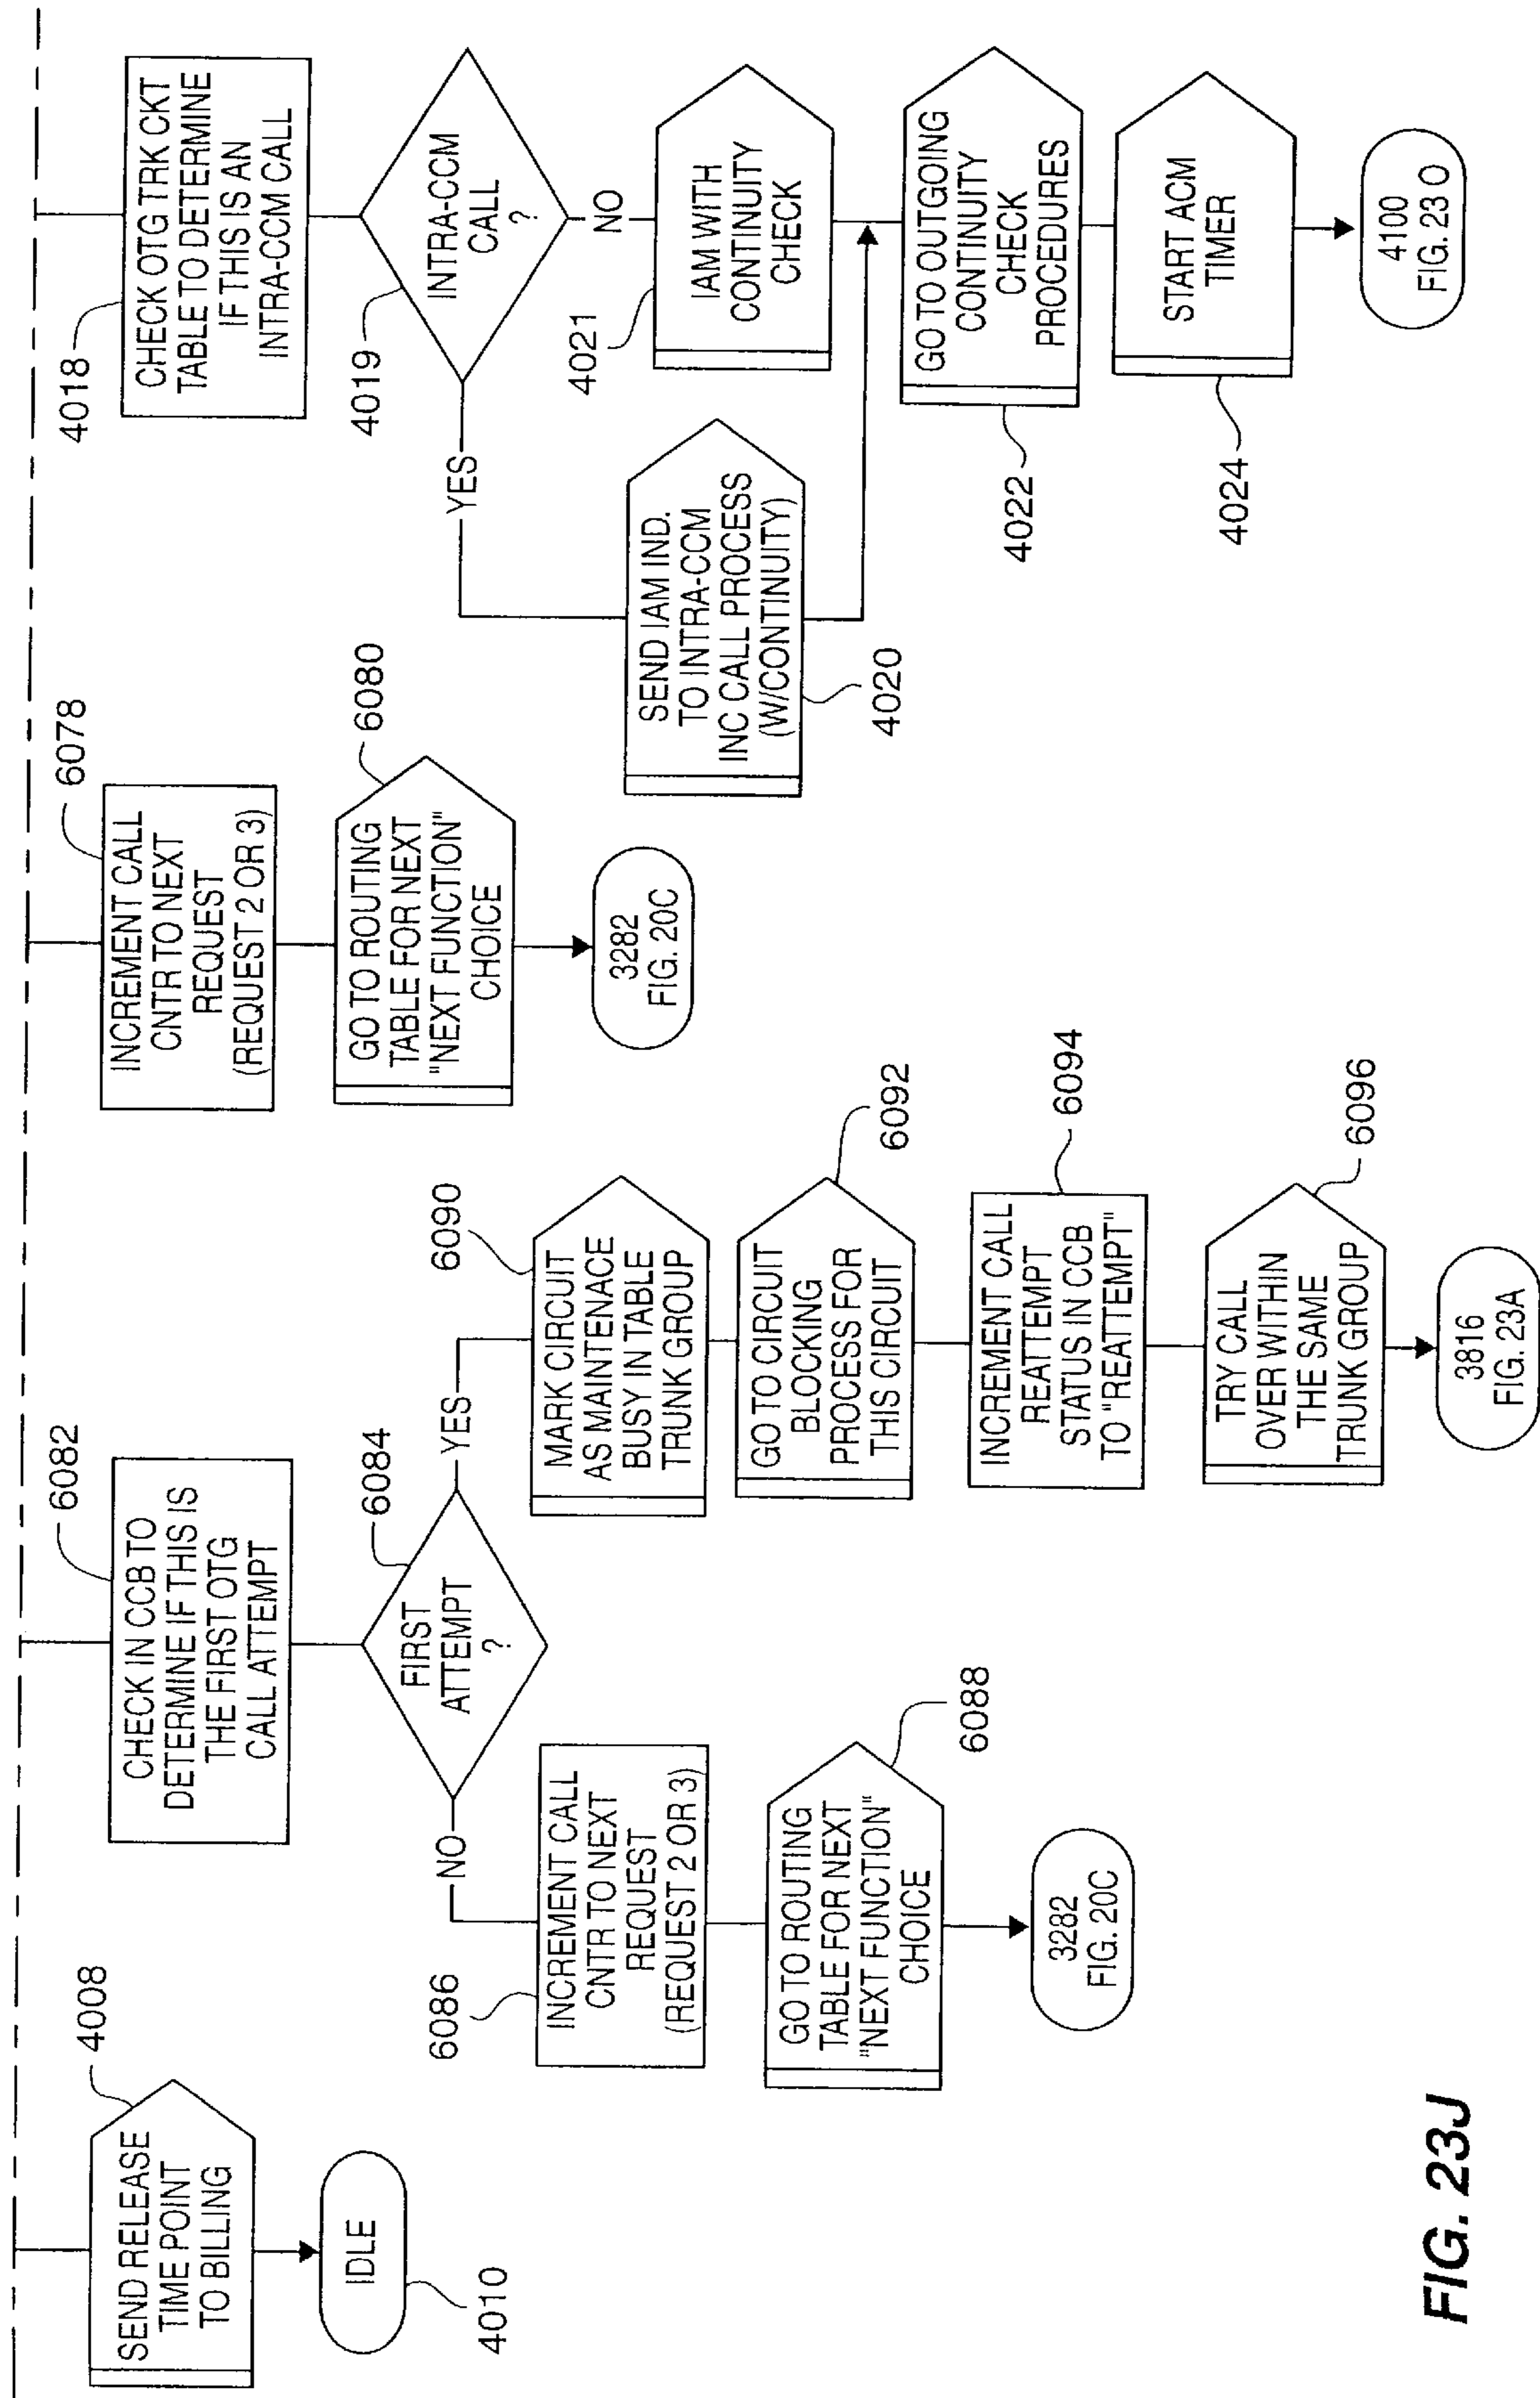 4008
SEND RELEASE
TIME POINT
TO BILLING
IDLE
4010
6082
CHECK IN CCB TO
DETERMINE IF THIS IS
THE FIRST OTG
CALL ATTEMPT
6084
FIRST
ATTEMPT
?
NO
YES
6086
INCREMENT CALL
CNTR TO NEXT
REQUEST
(REQUEST 2 OR 3)
GO TO ROUTING
TABLE FOR NEXT
"NEXT FUNCTION"
CHOICE
6088
3282
FIG. 20C
6090
MARK CIRCUIT
AS MAINTENACE
BUSY IN TABLE
TRUNK GROUP
GO TO CIRCUIT
BLOCKING
PROCESS FOR
THIS CIRCUIT
6092
INCREMENT CALL
REATTEMPT
STATUS IN CCB
TO "REATTEMPT"
6094
TRY CALL
OVER WITHIN
THE SAME
TRUNK GROUP
6096
3816
FIG. 23A
6078
INCREMENT CALL
CNTR TO NEXT
REQUEST
(REQUEST 2 OR 3)
6080
GO TO ROUTING
TABLE FOR NEXT
"NEXT FUNCTION"
CHOICE
3282
FIG. 20C
4018
CHECK OTG TRK CKT
TABLE TO DETERMINE
IF THIS IS AN
INTRA-CCM CALL
4019
INTRA-CCM
CALL
?
YES
NO
SEND IAM IND.
TO INTRA-CCM
INC CALL PROCESS
(W/CONTINUITY)
4020
4021
IAM WITH
CONTINUITY
CHECK
GO TO OUTGOING
CONTINUITY
CHECK
PROCEDURES
4022
START ACM
TIMER
4024
4100
FIG. 23 O
FIG. 23J